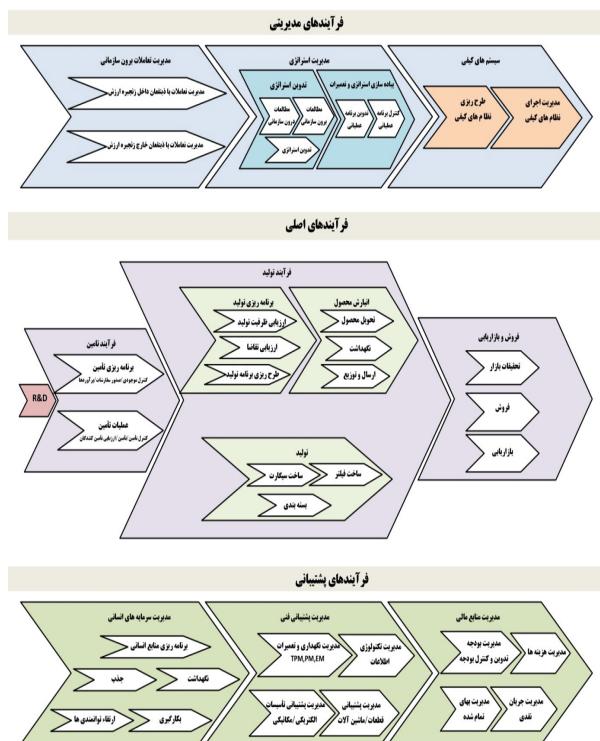 فرآیندهای مدیریتی
سیستم های کیفی
مدیریت اجرای
نظام های کیفی
طرح ریزی
نظام های کیفی
مدیریت استراتژی
پیاده سازی استراتژی و تغییرات
کنترل برنامه
عملیاتی
تدوین برنامه
عملیاتی
تدوین استراتژی
مطالعات
برون سازمانی
مطالعات
درون سازمانی
تدوین استراتژی
مدیریت تعاملات برون سازمانی
مدیریت تعاملات با ذینفعان داخل زنجیره ارزش
مدیریت تعاملات با ذینفعان خارج زنجیره ارزش
فرآیندهای اصلی
فروش و بازاریابی
تحقیقات بازار
فروش
بازاریابی
فرآیند تولید
انبارش محصول
تحویل محصول
نگهداشت
ارسال و توزیع
برنامه ریزی تولید
ارزیابی ظرفیت تولید
ارزیابی تقاضا
طرح ریزی برنامه تولید
تولید
ساخت فیلتر
ساخت سیگارت
بسته بندی
فرآیند تامین
برنامه ریزی تأمین
کنترل موجودی/صدور سفارشات/برآوردها
عملیات تأمین
کنترل تامین/تامین/ارزیابی تامین کنندگان
R&D
فرآیندهای پشتیبانی
مدیریت منابع مالی
مدیریت هزینه ها
مدیریت بودجه
تدوین و کنترل بودجه
مدیریت جریان
نقدی
مدیریت بهای
تمام شده
مدیریت پشتیبانی فنی
مدیریت تکنولوژی
اطلاعات
مدیریت نگهداری و تعمیرات
TPM,PM,EM
مدیریت پشتیبانی
قطعات/ماشین آلات
مدیریت پشتیبانی تأسیسات
الکتریکی/مکانیکی
مدیریت سرمایه های انسانی
برنامه ریزی منابع انسانی
نگهداشت
جذب
بکارگیری
ارتقاء توانمندی ها